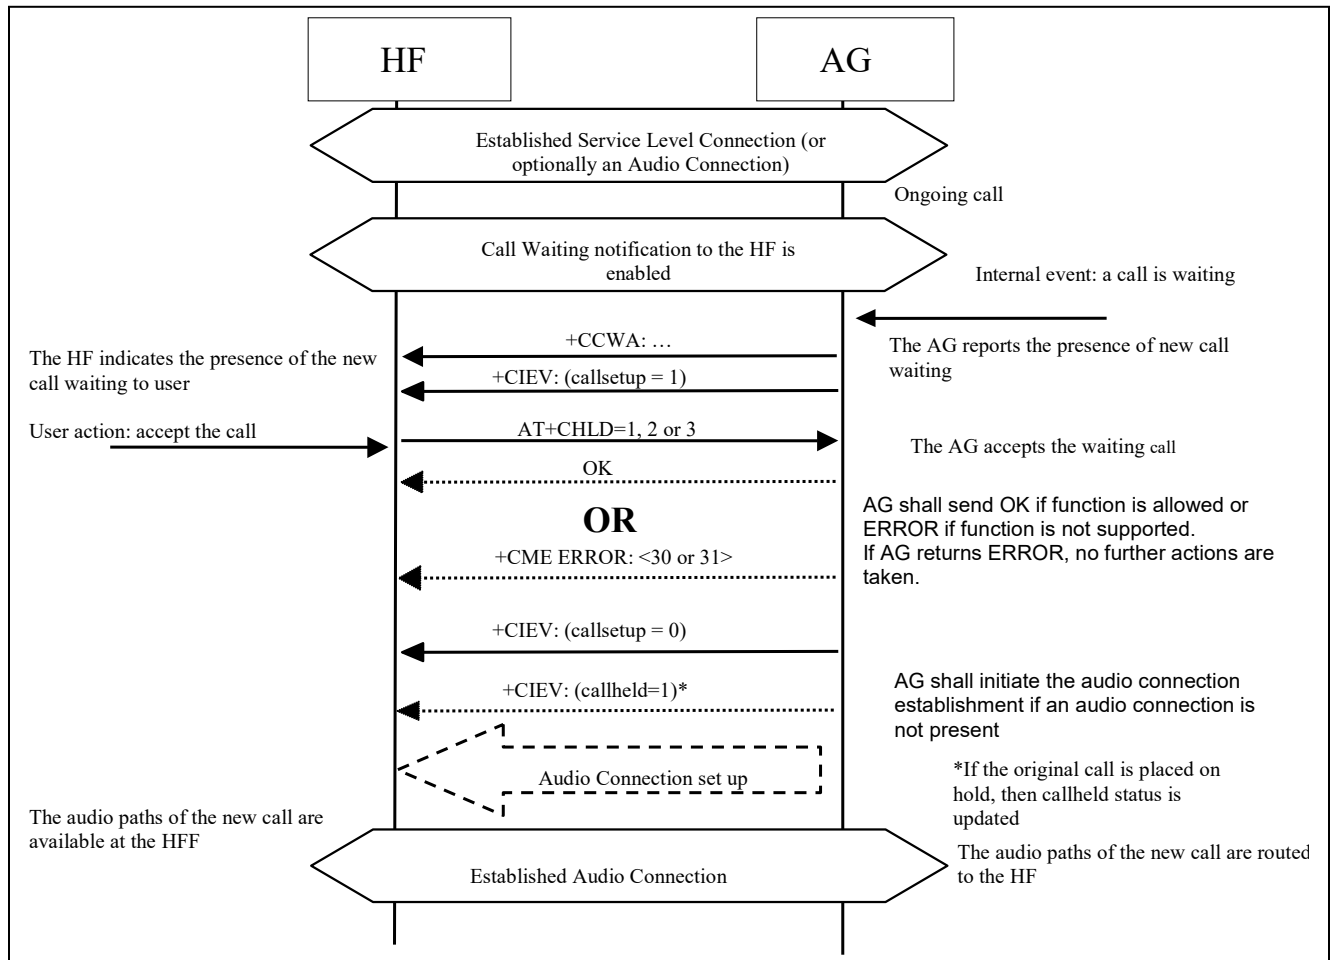 HF
AG
Established Service Level Connection (or
optionally an Audio Connection)
Ongoing call
Call Waiting notification to the HF is
enabled
Internal event: a call is waiting
+CCWA: …
The HF indicates the presence of the new
call waiting to user
The AG reports the presence of new call
waiting
+CIEV: (callsetup = 1)
User action: accept the call
AT+CHLD=1, 2 or 3
The AG accepts the waiting call
OK
OR
AG shall send OK if function is allowed or
ERROR if function is not supported.
If AG returns ERROR, no further actions are
taken.
+CME ERROR: <30 or 31>
+CIEV: (callsetup = 0)
+CIEV: (callheld=1)*
AG shall initiate the audio connection
establishment if an audio connection is
not present
Audio Connection set up
*If the original call is placed on
hold, then callheld status is
updated
The audio paths of the new call are
available at the HFF
The audio paths of the new call are routed
to the HF
Established Audio Connection